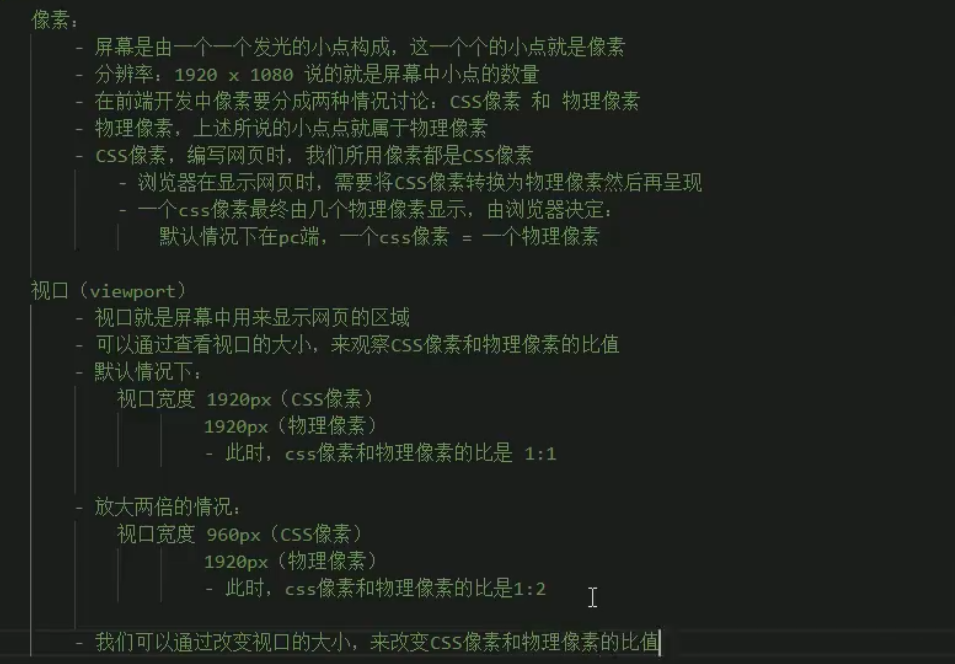 像素:
- 屏幕是由一个一个发光的小点构成，这一个个的小点就是像素
- 分辨率: 1920 x 1080 说的就是屏幕中小点的数量
- 在前端开发中像素要分成两种情况讨论: CSS像素 和 物理像素
- 物理像素，上述所说的小点点就属于物理像素
- CSS像素，编写网页时，我们所用像素都是CSS像素
- 浏览器在显示网页时，需要将CSS像素转换为物理像素然后再呈现
- 一个css像素最终由几个物理像素显示，由浏览器决定:
默认情况下在pc端，一个css像素 = 一个物理像素
视口（viewport）
- 视口就是屏幕中用来显示网页的区域
- 可以通过查看视口的大小，来观察CSS像素和物理像素的比值
- 默认情况下:
视口宽度 1920px（CSS像素）
1920px（物理像素）
- 此时，css像素和物理像素的比是 1:1
- 放大两倍的情况:
视口宽度 960px（CSS像素）
1920px（物理像素）
- 此时，css像素和物理像素的比是1:2
- 我们可以通过改变视口的大小，来改变CSS像素和物理像素的比值